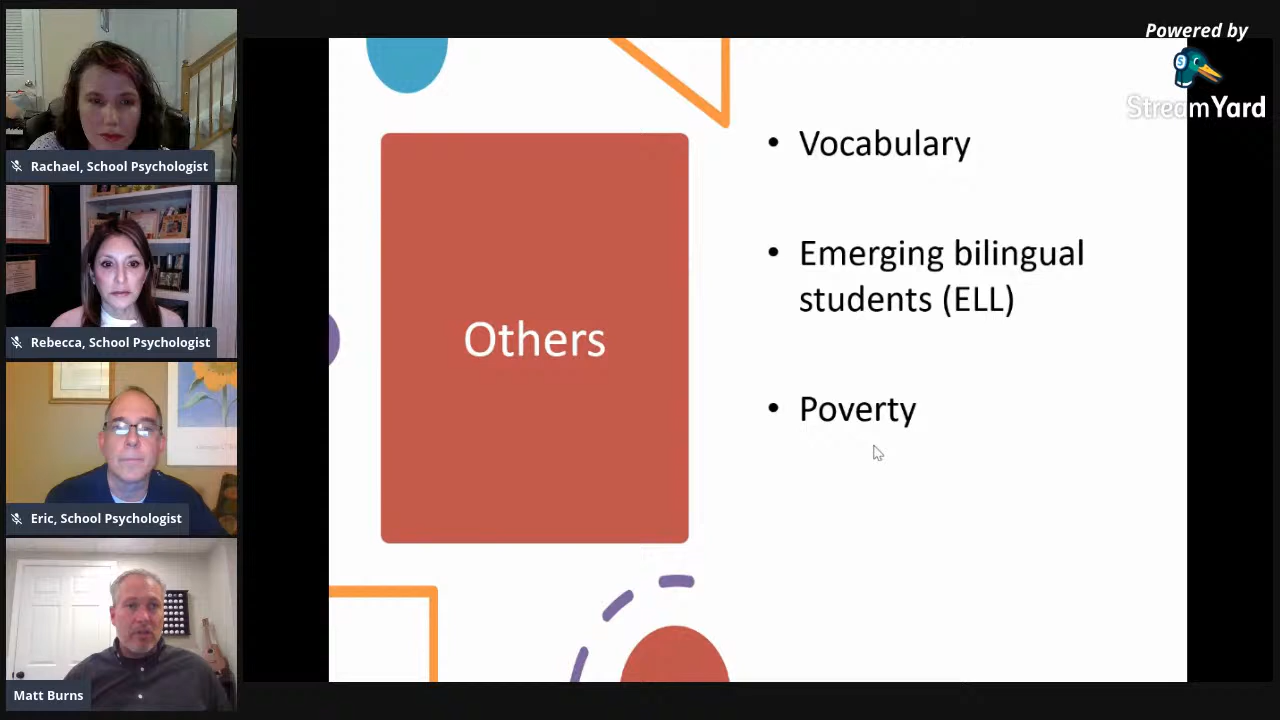 Powered by
StreamYard
Rachael, School Psychologist
Rebecca, School Psychologist
Eric, School Psychologist
Matt Burns
Others
• Vocabulary
• Emerging bilingual
students (ELL)
• Poverty